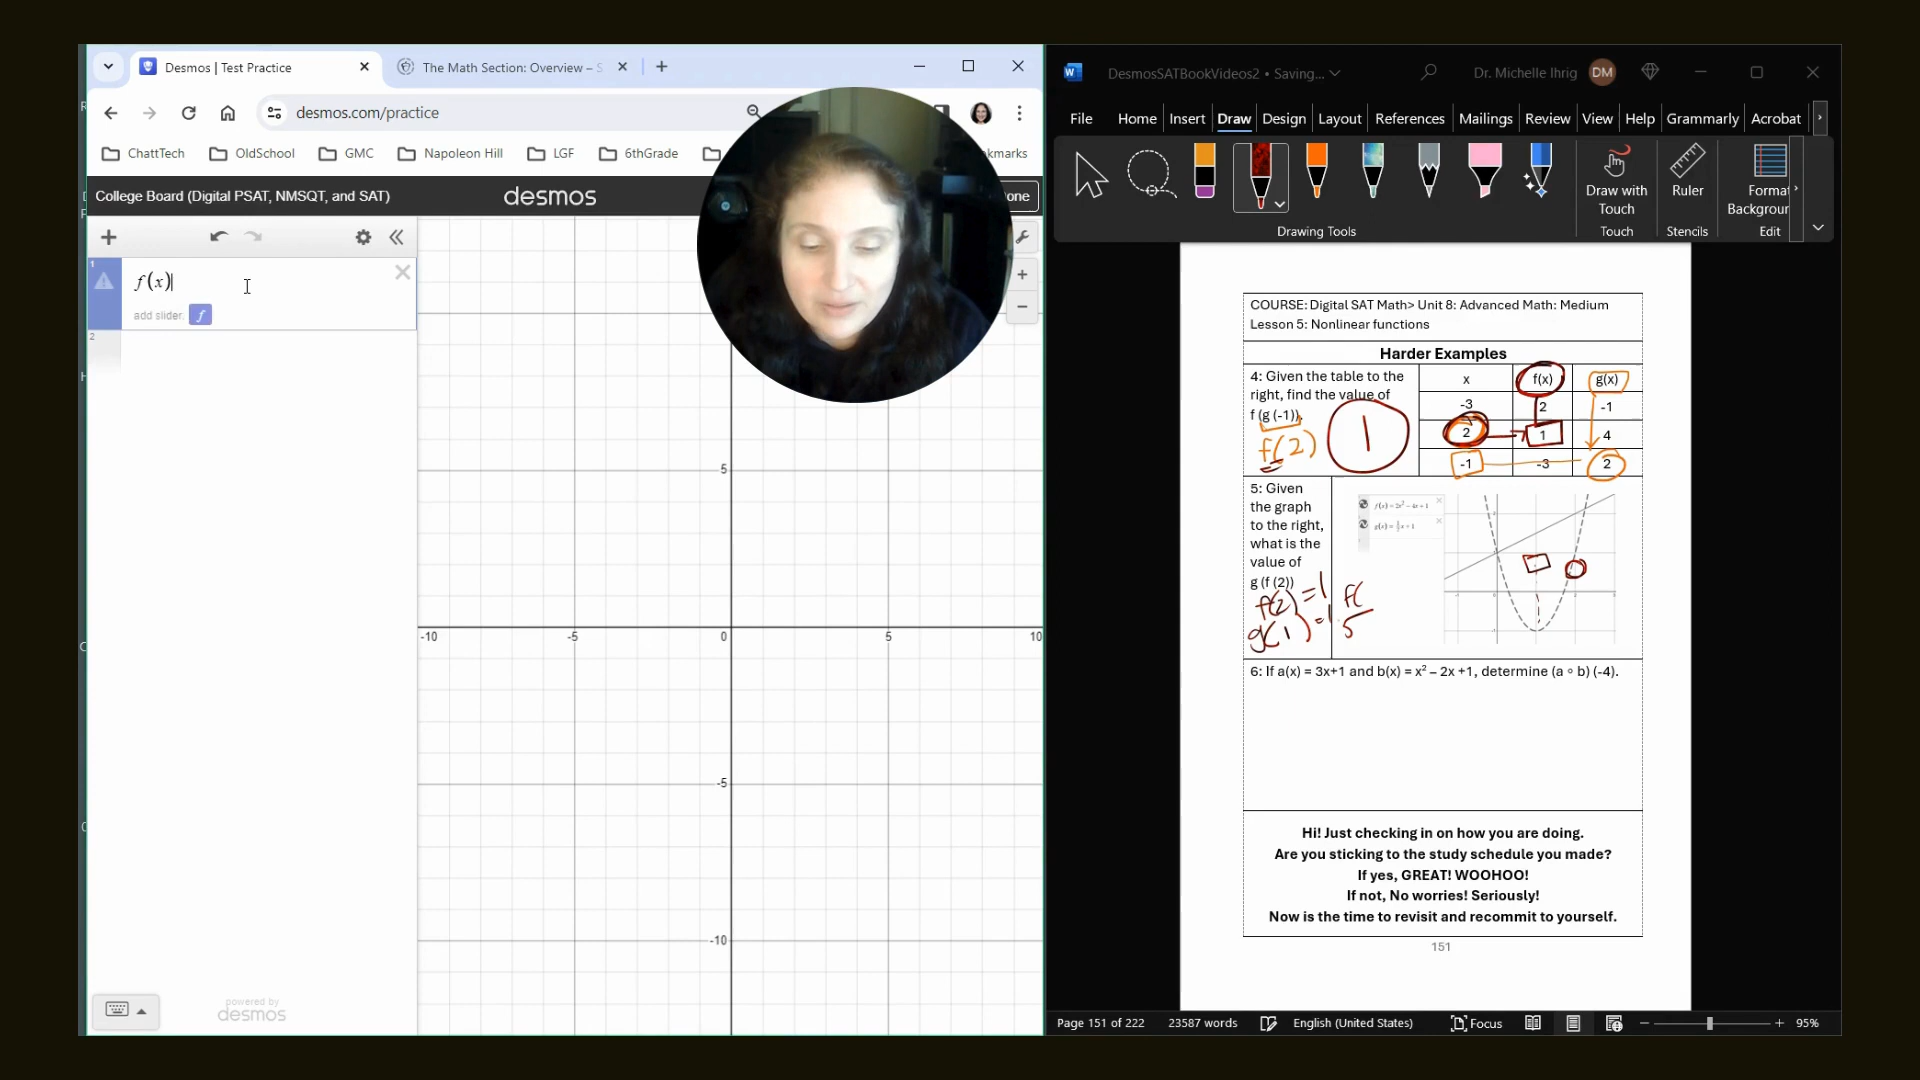 Desmos | Test Practice
The Math Section: Overview – S
desmos.com/practice
ChattTech
OldSchool
GMC
Napoleon Hill
LGF
6thGrade
kmarks
College Board (Digital PSAT, NMSQT, and SAT)
desmos
one
1
f(x)
add slider: f
2
powered by
desmos
5
-10
-5
0
5
10
-5
-10
DesmosSATBookVideos2 • Saving...
Dr. Michelle Ihrig
DM
File
Home
Insert
Draw
Design
Layout
References
Mailings
Review
View
Help
Grammarly
Acrobat
Draw with
Touch
Ruler
Format
Backgroun
Drawing Tools
Touch
Stencils
Edit
COURSE: Digital SAT Math> Unit 8: Advanced Math: Medium
Lesson 5: Nonlinear functions
Harder Examples
4: Given the table to the
right, find the value of
f (g (-1)).
f(2)
1
x f(x) g(x)
-3 2 -1
2 1 4
-1 -3 2
5: Given
the graph
to the right,
what is the
value of
g (f (2))
f(2) = 1
g(1) = 1.5
f(
f(x) = 2x² − 4x + 1
6: If a(x) = 3x+1 and b(x) = x² – 2x +1, determine (a ∘ b) (-4).
Hi! Just checking in on how you are doing.
Are you sticking to the study schedule you made?
If yes, GREAT! WOOHOO!
If not, No worries! Seriously!
Now is the time to revisit and recommit to yourself.
151
Page 151 of 222
23587 words
English (United States)
Focus
95%